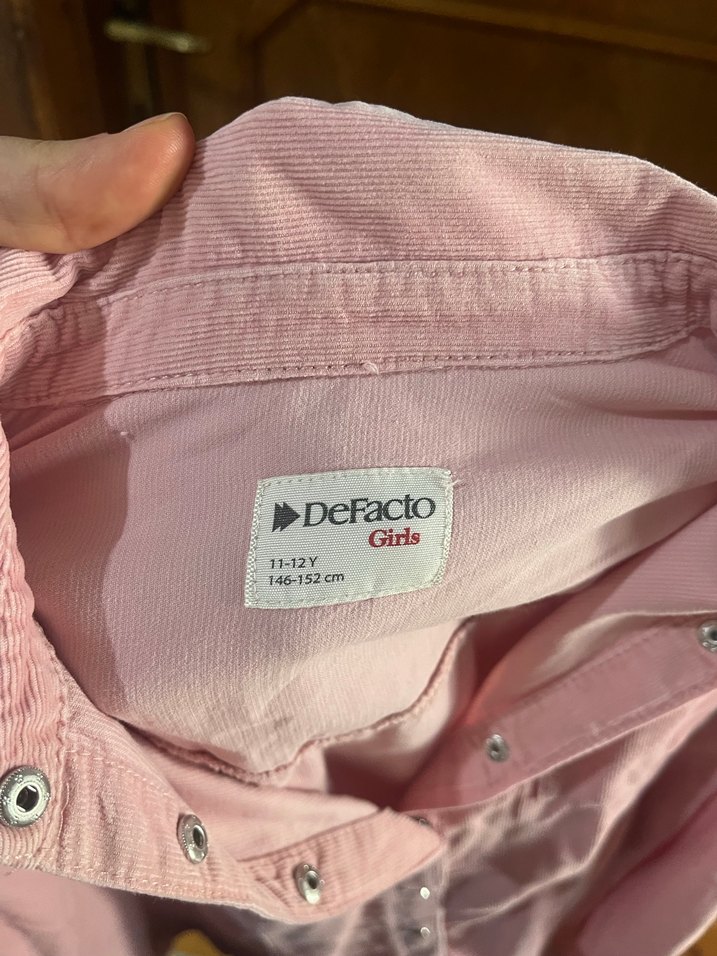 DeFacto
Girls
11-12 Y
146-152 cm